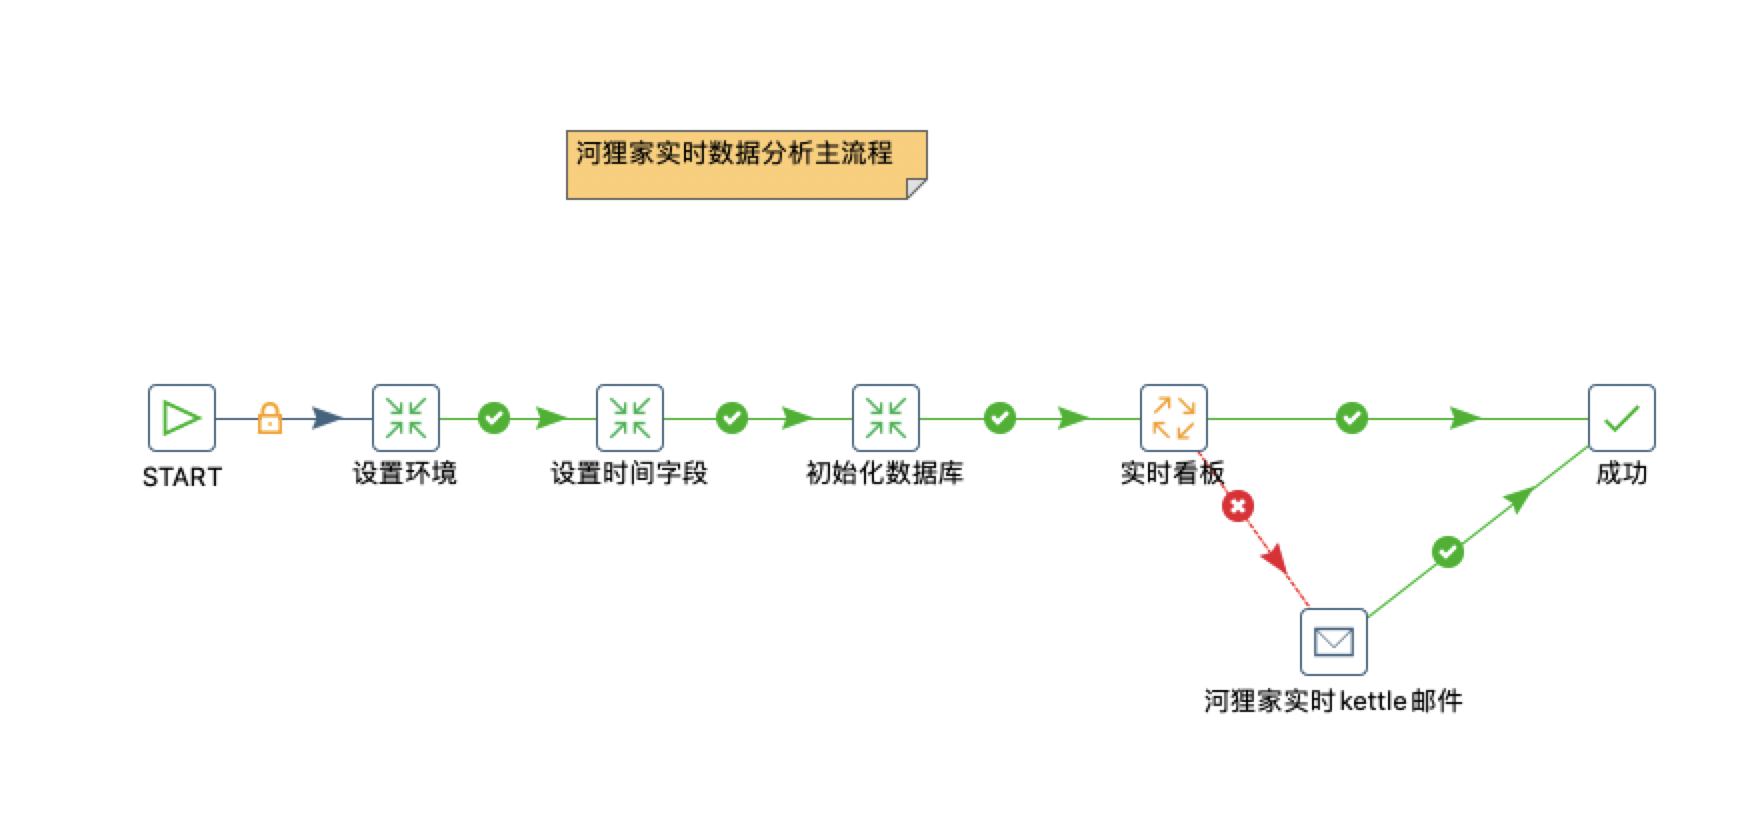 河狸家实时数据分析主流程
START
设置环境
设置时间字段
初始化数据库
实时看板
成功
河狸家实时kettle邮件